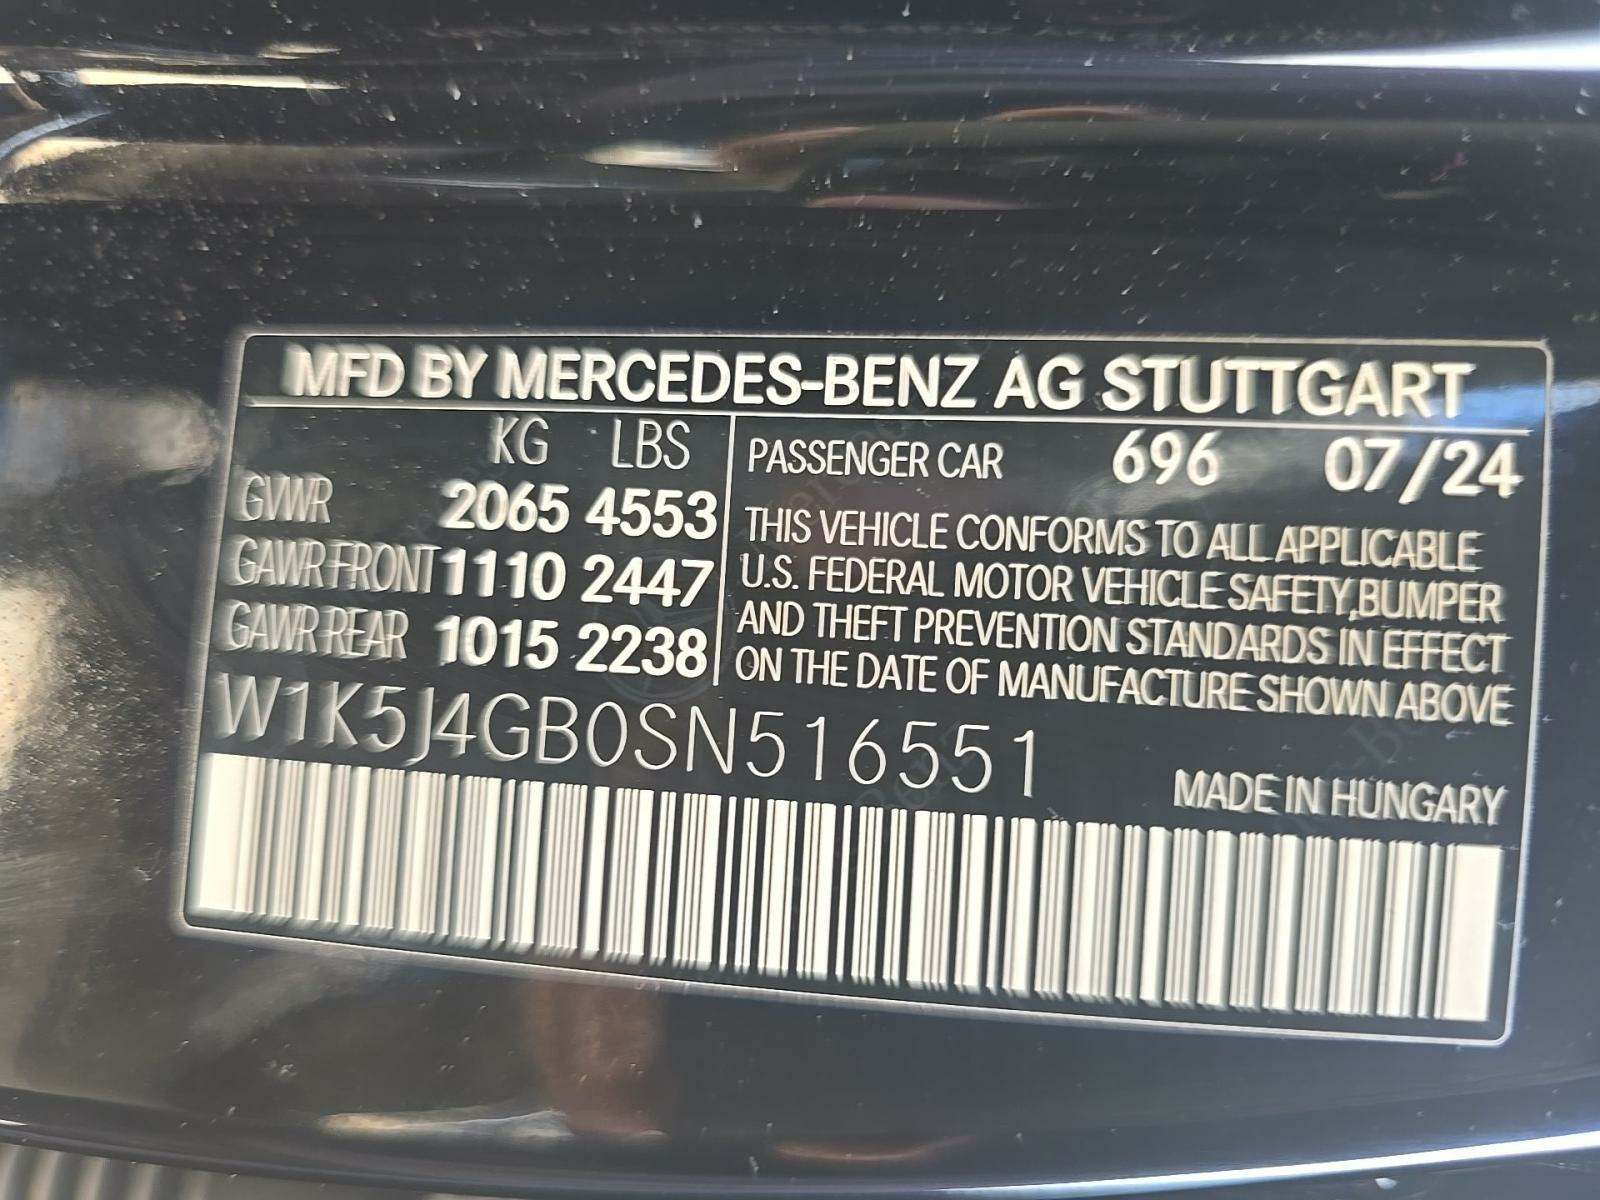 MFD BY MERCEDES-BENZ AG STUTTGART
KG LBS
GVWR 2065 4553
GAWR FRONT 1110 2447
GAWR REAR 1015 2238
PASSENGER CAR 696 07/24
THIS VEHICLE CONFORMS TO ALL APPLICABLE
U.S. FEDERAL MOTOR VEHICLE SAFETY,BUMPER
AND THEFT PREVENTION STANDARDS IN EFFECT
ON THE DATE OF MANUFACTURE SHOWN ABOVE
W1K5J4GB0SN516551
MADE IN HUNGARY